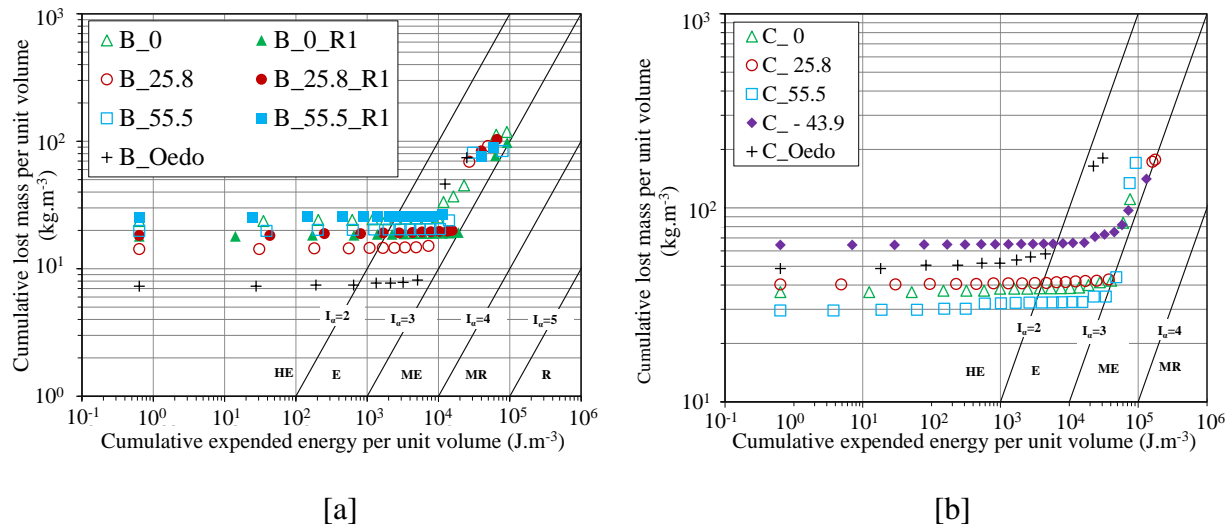 Cumulative lost mass per unit volume
(kg.m⁻³)
10³
10²
10¹
10⁰
B_0
B_0_R1
B_25.8
B_25.8_R1
B_55.5
B_55.5_R1
B_Oedo
Iα=2
Iα=3
Iα=4
Iα=5
HE
E
ME
MR
R
10⁻¹
10⁰
10¹
10²
10³
10⁴
10⁵
10⁶
Cumulative expended energy per unit volume (J.m⁻³)
[a]
Cumulative lost mass per unit volume
(kg.m⁻³)
10³
10²
10¹
C_ 0
C_ 25.8
C_55.5
C_ - 43.9
C_Oedo
Iα=2
Iα=3
Iα=4
HE
E
ME
MR
10⁻¹
10⁰
10¹
10²
10³
10⁴
10⁵
10⁶
Cumulative expended energy per unit volume (J.m⁻³)
[b]